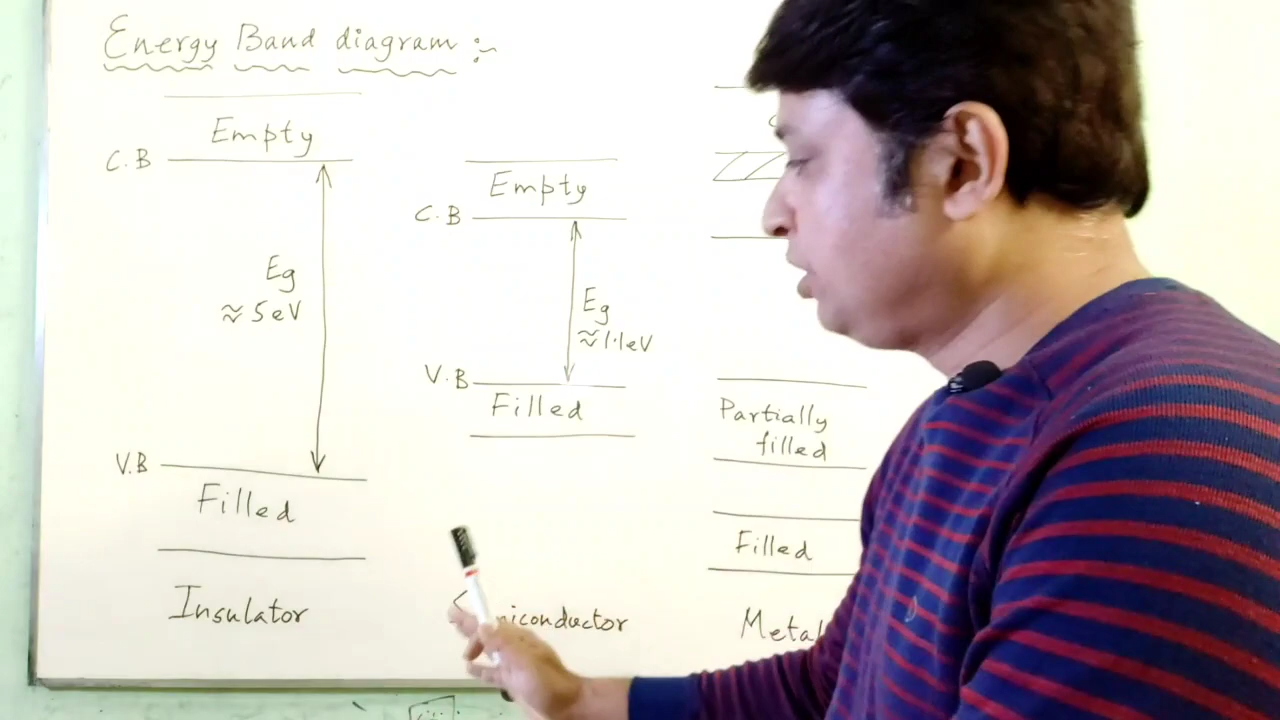 Energy Band diagram :-
Empty
C.B
Eg
≈ 5eV
V.B
Filled
Insulator
Empty
C.B
Eg
≈1.1eV
V.B
Filled
Partially
filled
Filled